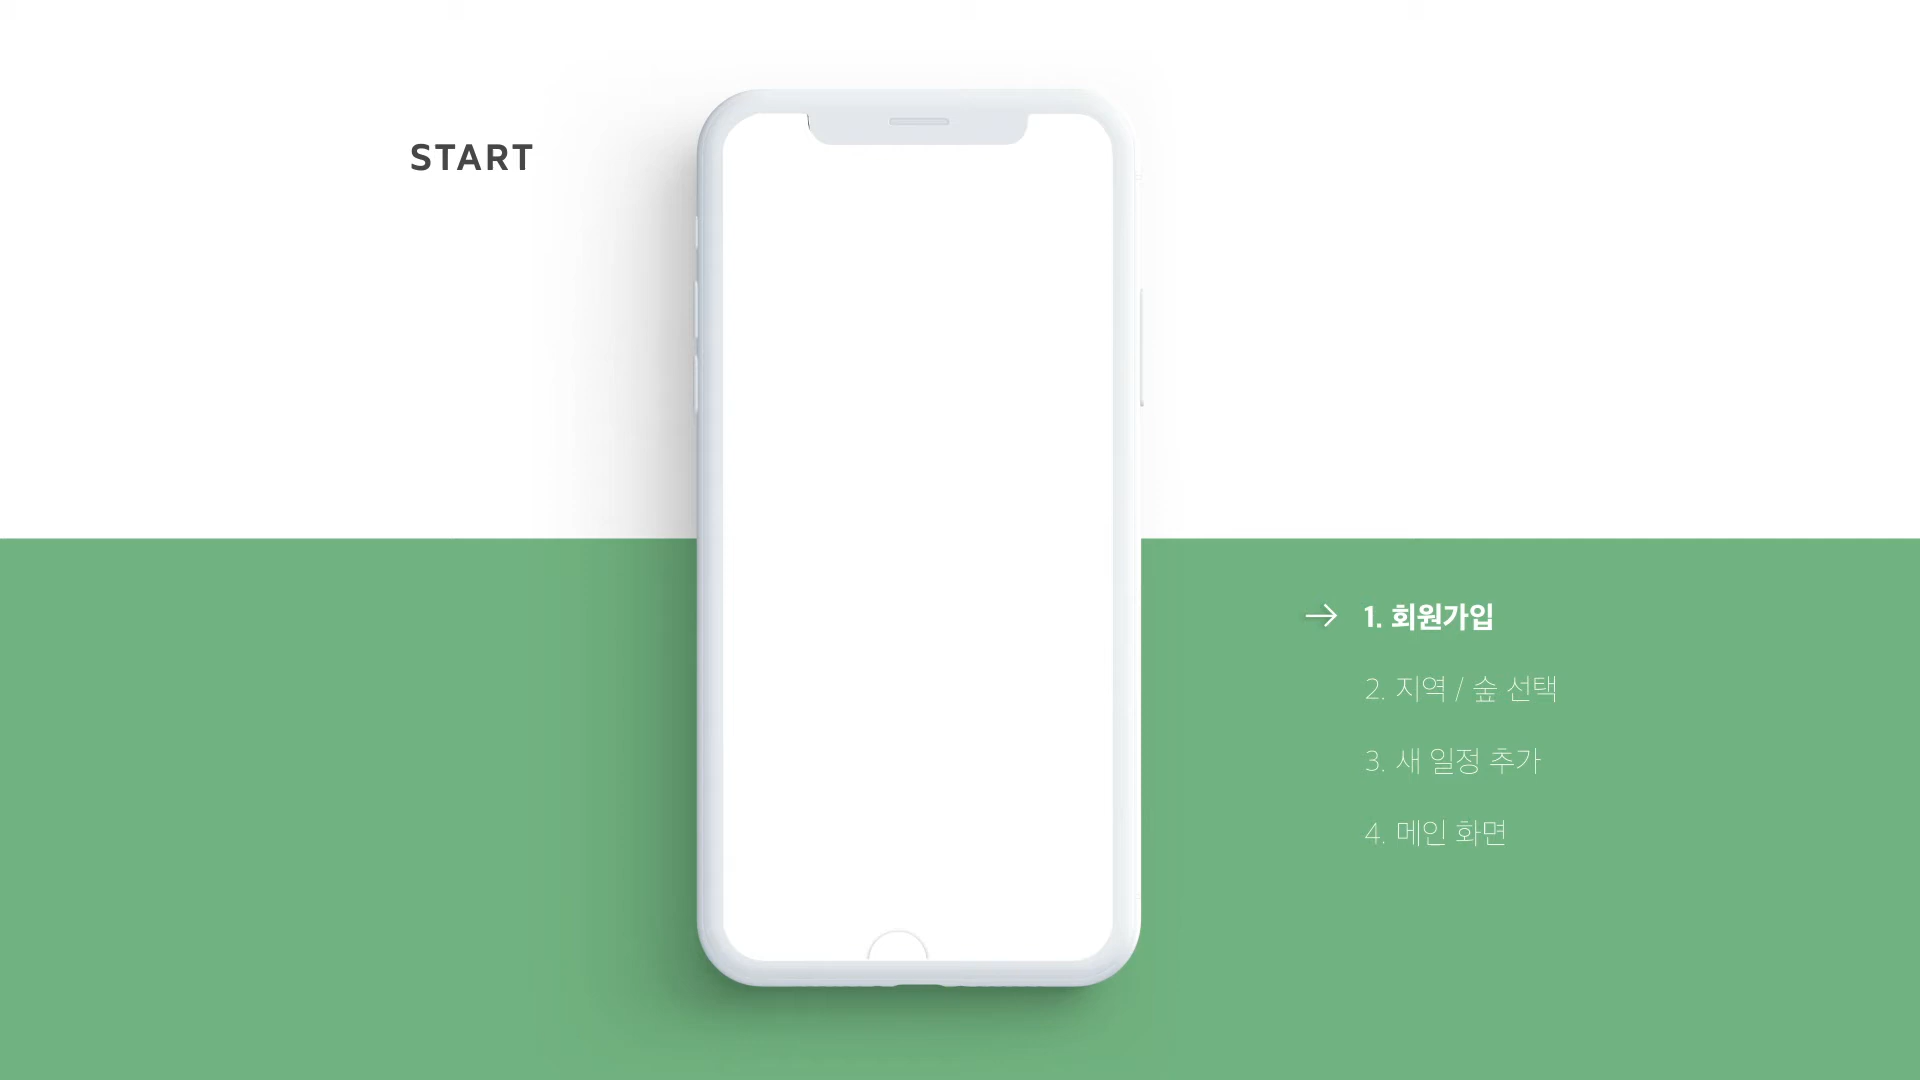 START
→ 1. 회원가입
2. 지역 / 숲 선택
3. 새 일정 추가
4. 메인 화면